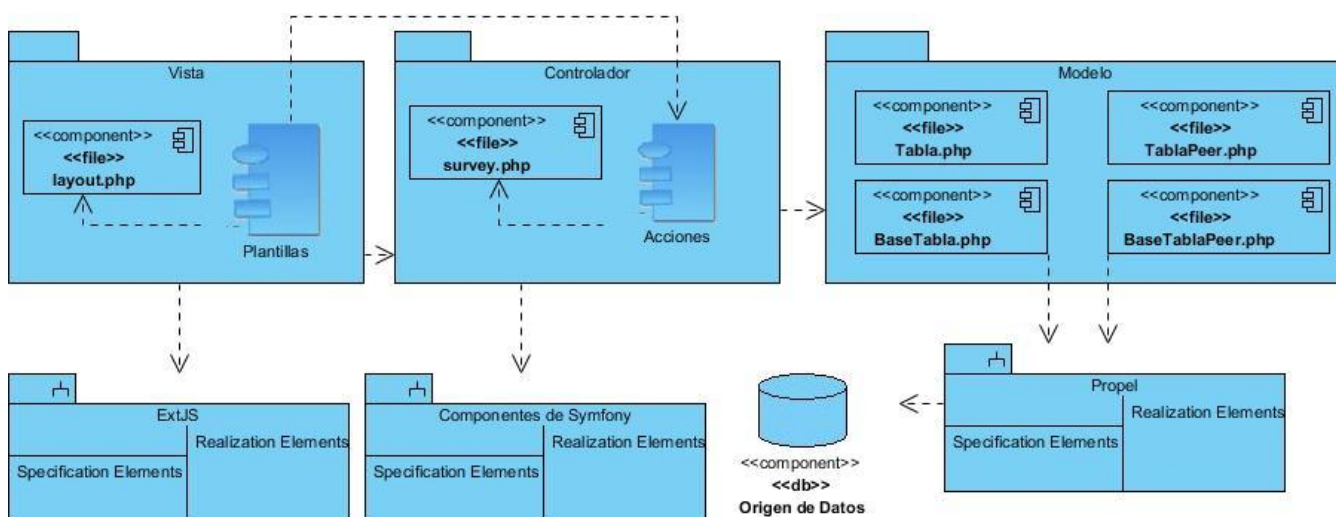 Vista
<<component>>
<<file>>
layout.php
Plantillas
Controlador
<<component>>
<<file>>
survey.php
Acciones
Modelo
<<component>>
<<file>>
Tabla.php
<<component>>
<<file>>
TablaPeer.php
<<component>>
<<file>>
BaseTabla.php
<<component>>
<<file>>
BaseTablaPeer.php
ExtJS
Realization Elements
Specification Elements
Componentes de Symfony
Realization Elements
Specification Elements
<<component>>
<<db>>
Origen de Datos
Propel
Realization Elements
Specification Elements